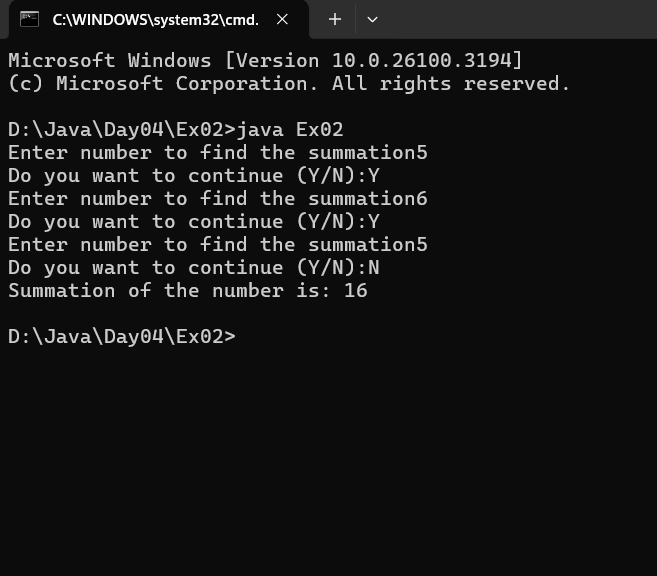 C:\WINDOWS\system32\cmd.
Microsoft Windows [Version 10.0.26100.3194]
(c) Microsoft Corporation. All rights reserved.
D:\Java\Day04\Ex02>java Ex02
Enter number to find the summation5
Do you want to continue (Y/N):Y
Enter number to find the summation6
Do you want to continue (Y/N):Y
Enter number to find the summation5
Do you want to continue (Y/N):N
Summation of the number is: 16
D:\Java\Day04\Ex02>